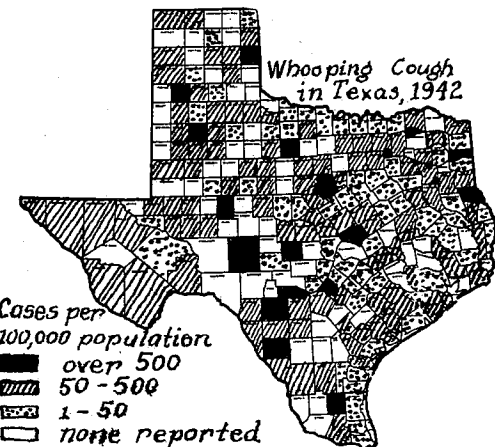 Whooping Cough
in Texas, 1942
Cases per
100,000 population
over 500
50-500
1-50
none reported